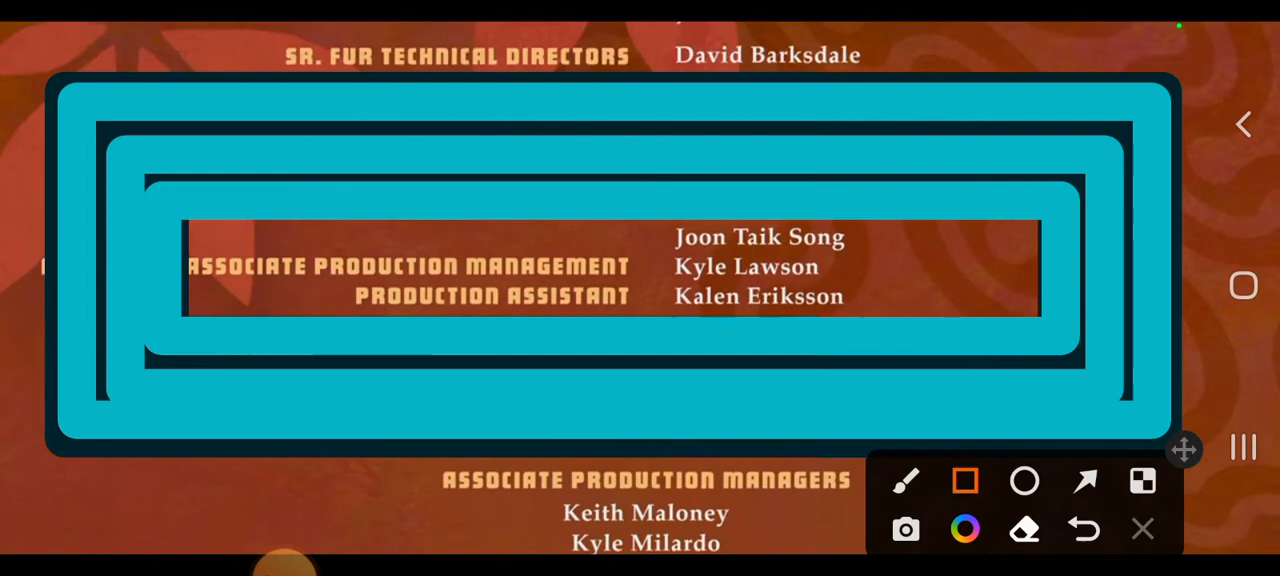 SR. FUR TECHNICAL DIRECTORS David Barksdale
Joon Taik Song
ASSOCIATE PRODUCTION MANAGEMENT Kyle Lawson
PRODUCTION ASSISTANT Kalen Eriksson
ASSOCIATE PRODUCTION MANAGERS
Keith Maloney
Kyle Milardo